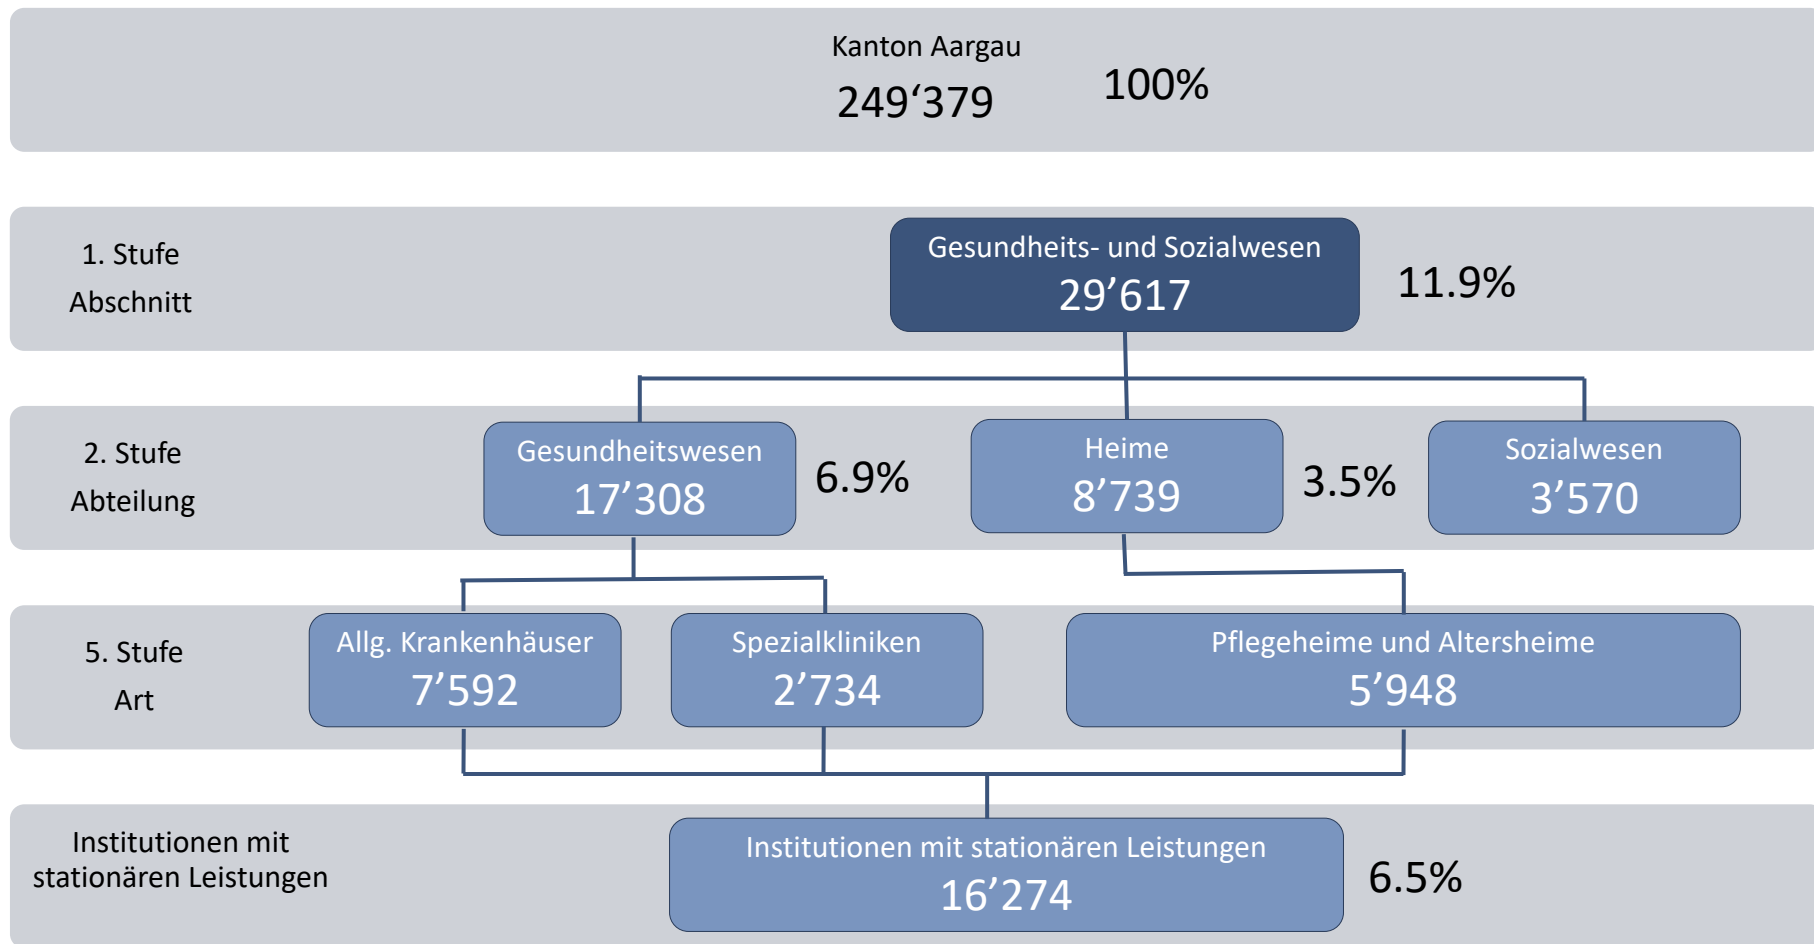 Kanton Aargau
249‘379
100%
1. Stufe
Abschnitt
Gesundheits- und Sozialwesen
29’617
11.9%
2. Stufe
Abteilung
Gesundheitswesen
17’308
6.9%
Heime
8’739
3.5%
Sozialwesen
3’570
5. Stufe
Art
Allg. Krankenhäuser
7’592
Spezialkliniken
2’734
Pflegeheime und Altersheime
5’948
Institutionen mit
stationären Leistungen
Institutionen mit stationären Leistungen
16’274
6.5%